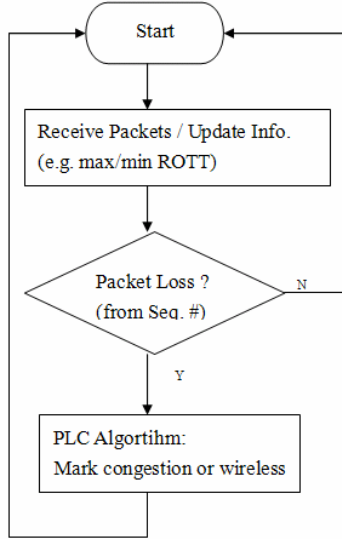 Start
Receive Packets / Update Info.
(e.g. max/min ROTT)
Packet Loss ?
(from Seq. #)
N
Y
PLC Algortihm:
Mark congestion or wireless